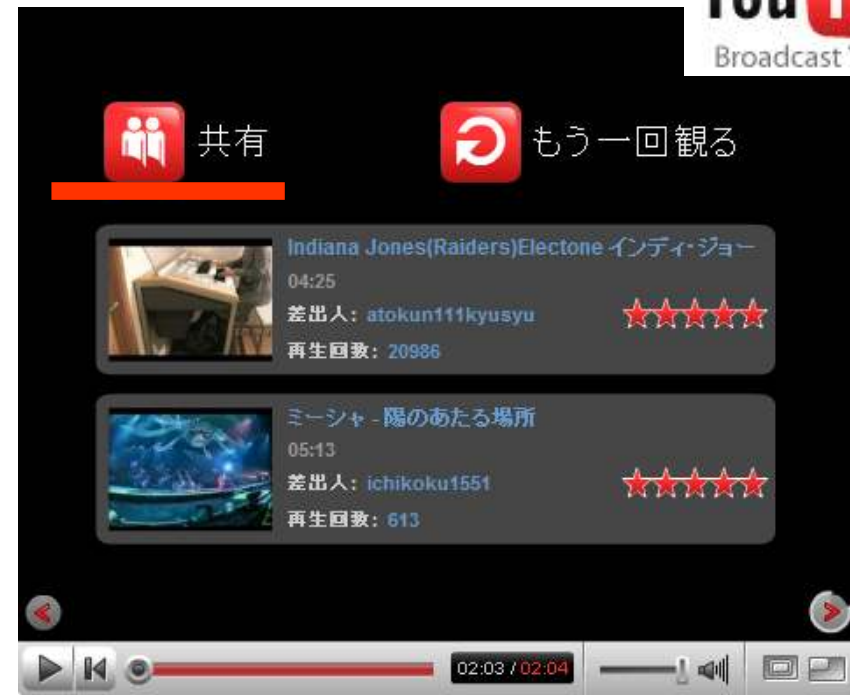 You
Broadcast
共有
もう一回観る
Indiana Jones(Raiders)Electone インディ・ジョー
04:25
差出人: atokun111kyusyu
再生回数: 20986
ミーシャ - 陽のあたる場所
05:13
差出人: ichikoku1551
再生回数: 613
02:03 / 02:04